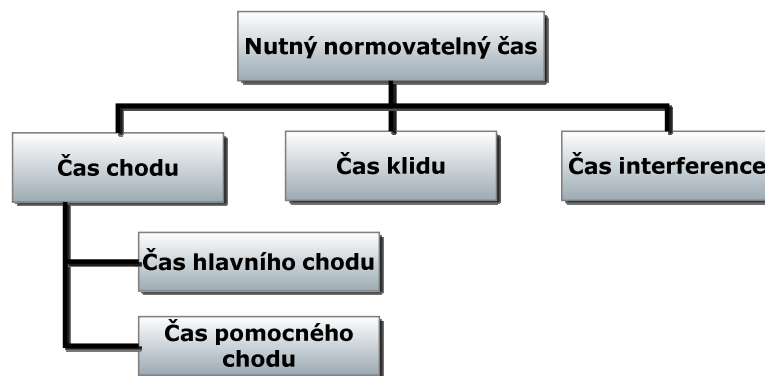 Nutný normovatelný čas
Čas chodu
Čas klidu
Čas interference
Čas hlavního chodu
Čas pomocného
chodu